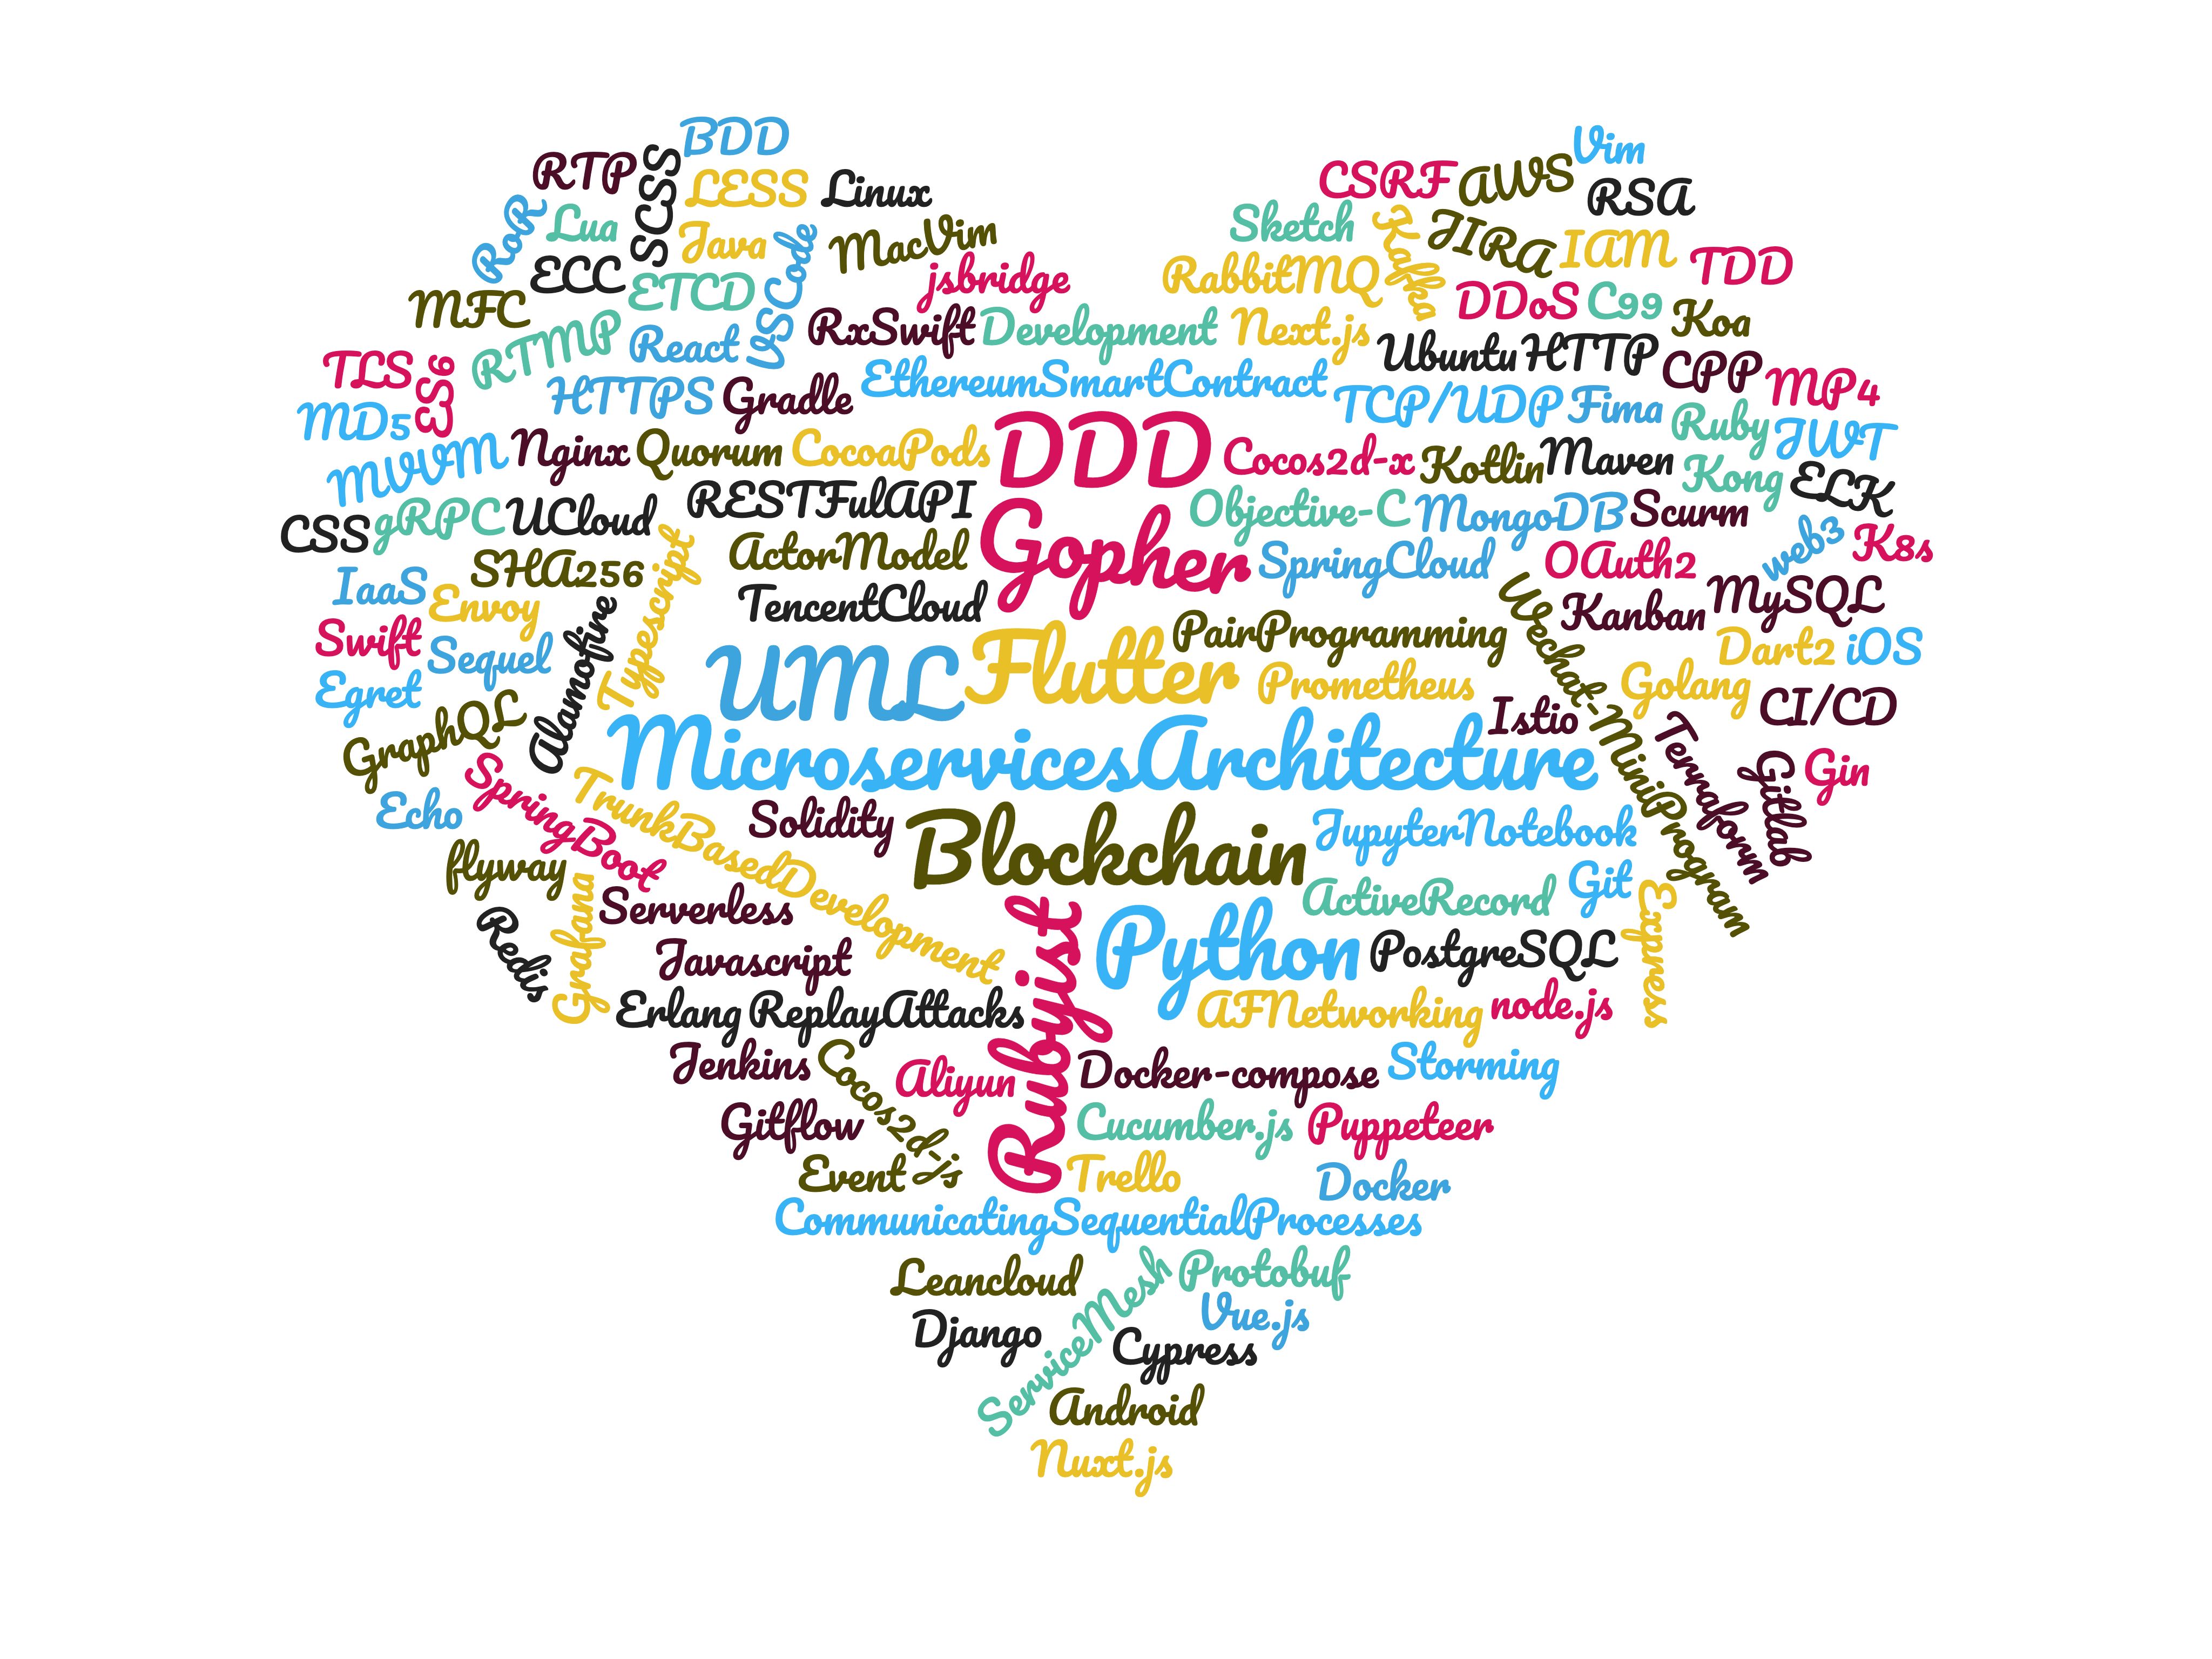 BDD
Vim
RTP
SCSS
LESS
Linux
CSRF
AWS
RSA
RoR
Lua
Java
VSCode
MacVim
Sketch
Kafka
JIRA
IAM
TDD
ECC
ETCD
jsbridge
RabbitMQ
DDoS
C99
Koa
MFC
RTMP
React
RxSwift
Development
Next.js
Ubuntu
HTTP
CPP
MP4
TLS
ES6
HTTPS
Gradle
EthereumSmartContract
TCP/UDP
Fima
Ruby
JWT
MD5
MVVM
Nginx
Quorum
CocoaPods
DDD
Cocos2d-x
Kotlin
Maven
Kong
ELK
CSS
gRPC
UCloud
RESTFulAPI
Gopher
Objective-C
MongoDB
Scurm
web3
K8s
SHA256
Typescript
ActorModel
SpringCloud
OAuth2
IaaS
Envoy
Alamofire
TencentCloud
Wechat-MiniProgram
Kanban
MySQL
Swift
Sequel
UML
Flutter
PairProgramming
Dart2
iOS
Egret
Prometheus
Golang
CI/CD
GraphQL
MicroservicesArchitecture
Istio
Terraform
Gitlab
Gin
Echo
SpringBoot
TrunkBasedDevelopment
Solidity
Blockchain
JupyterNotebook
flyway
Grafana
Serverless
Rubyist
Python
ActiveRecord
Git
Express
Redis
Javascript
PostgreSQL
Erlang
ReplayAttacks
AFNetworking
node.js
Jenkins
Cocos2d-js
Aliyun
Docker-compose
Storming
Gitflow
Cucumber.js
Puppeteer
Event
Trello
Docker
CommunicatingSequentialProcesses
Leancloud
ServiceMesh
Protobuf
Django
Vue.js
Cypress
Android
Nuxt.js